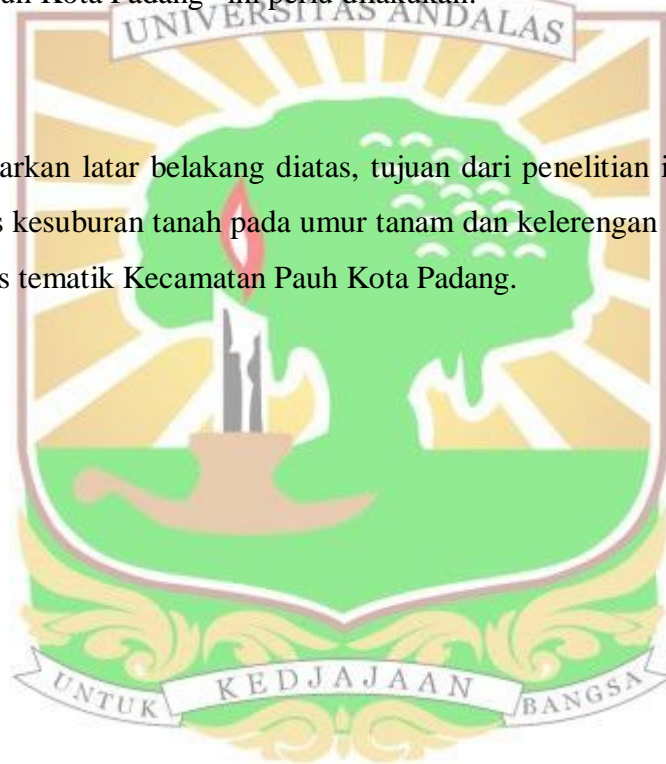 uh Kota Padang" ini perlu dilakukan.
UNIVERSITAS ANDALAS
arkan latar belakang diatas, tujuan dari penelitian i
s kesuburan tanah pada umur tanam dan kelerengan
s tematik Kecamatan Pauh Kota Padang.
UNTUK KEDJAJAAN BANGSA